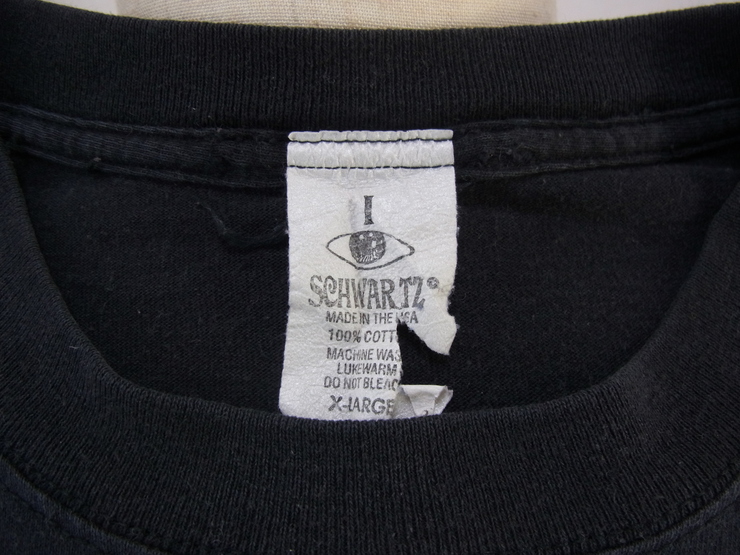 I
SCHWARTZ®
MADE IN THE USA
100% COTT
MACHINE WAS
LUKEWARM
DO NOT BLEAC
X-LARGE